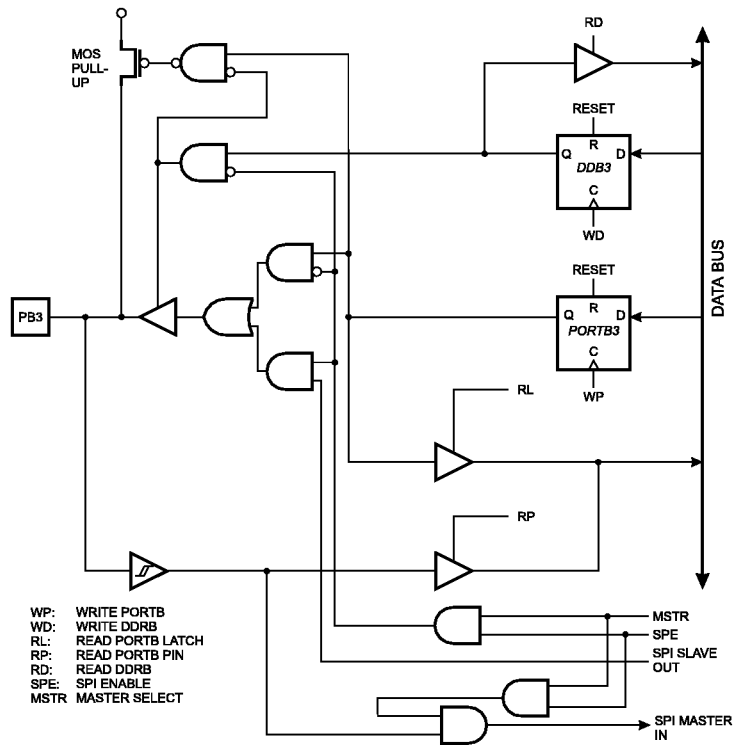 RD
MOS
PULL-
UP
RESET
R
Q
D
DDB3
C
WD
DATA BUS
RESET
R
Q
D
PORTB3
C
WP
PB3
RL
RP
WP: WRITE PORTB
WD: WRITE DDRB
RL: READ PORTB LATCH
RP: READ PORTB PIN
RD: READ DDRB
SPE: SPI ENABLE
MSTR MASTER SELECT
MSTR
SPE
SPI SLAVE
OUT
SPI MASTER
IN